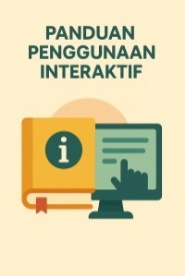 PANDUAN
PENGGUNAAN
INTERAKTIF
i